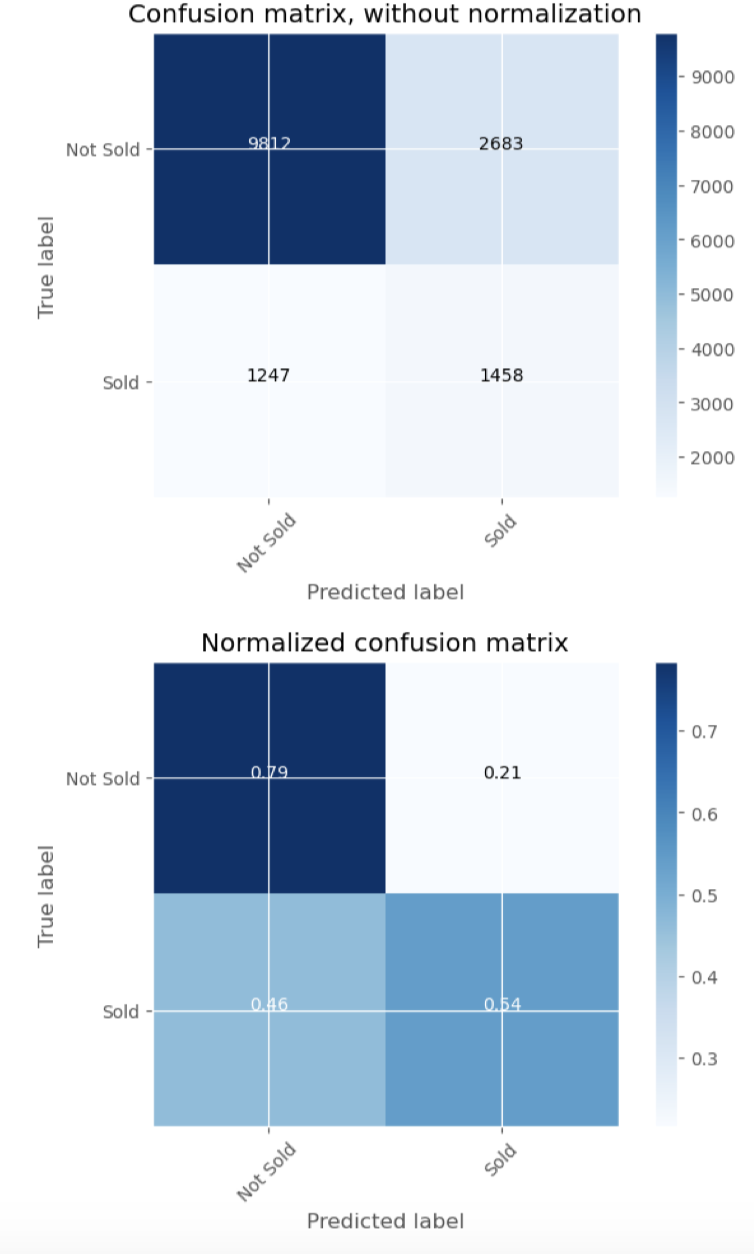 Confusion matrix, without normalization
9000
8000
7000
6000
5000
4000
3000
2000
True label
Not Sold
9812
2683
Sold
1247
1458
Not Sold
Sold
Predicted label
Normalized confusion matrix
0.7
0.6
0.5
0.4
0.3
True label
Not Sold
0.79
0.21
Sold
0.46
0.54
Not Sold
Sold
Predicted label